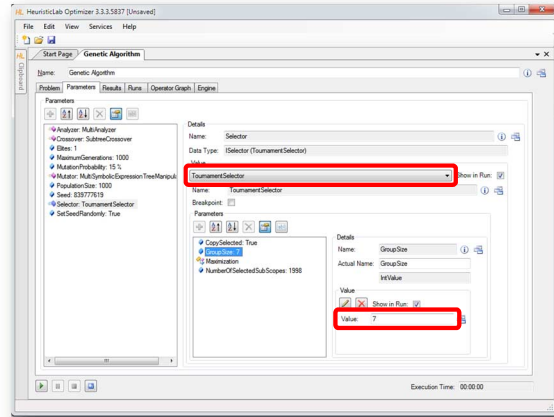 HL HeuristicLab Optimizer 3.3.3.5837 [Unsaved]
File Edit View Services Help
Start Page Genetic Algorithm
Clipboard
Name: Genetic Algorithm
Problem Parameters Results Runs Operator Graph Engine
Parameters
Analyzer: MultiAnalyzer
Crossover: SubtreeCrossover
Elites: 1
MaximumGenerations: 1000
MutationProbability: 15 %
Mutator: MultiSymbolicExpressionTreeManipula
PopulationSize: 1000
Seed: 839777619
Selector: TournamentSelector
SetSeedRandomly: True
Details
Name: Selector
Data Type: ISelector (TournamentSelector)
Value
TournamentSelector Show in Run:
Name: TournamentSelector
Breakpoint:
Parameters
CopySelected: True
GroupSize: 7
Maximization
NumberOfSelectedSubScopes: 1998
Details
Name: GroupSize
Actual Name: GroupSize
IntValue
Value
Show in Run:
Value: 7
Execution Time: 00:00:00